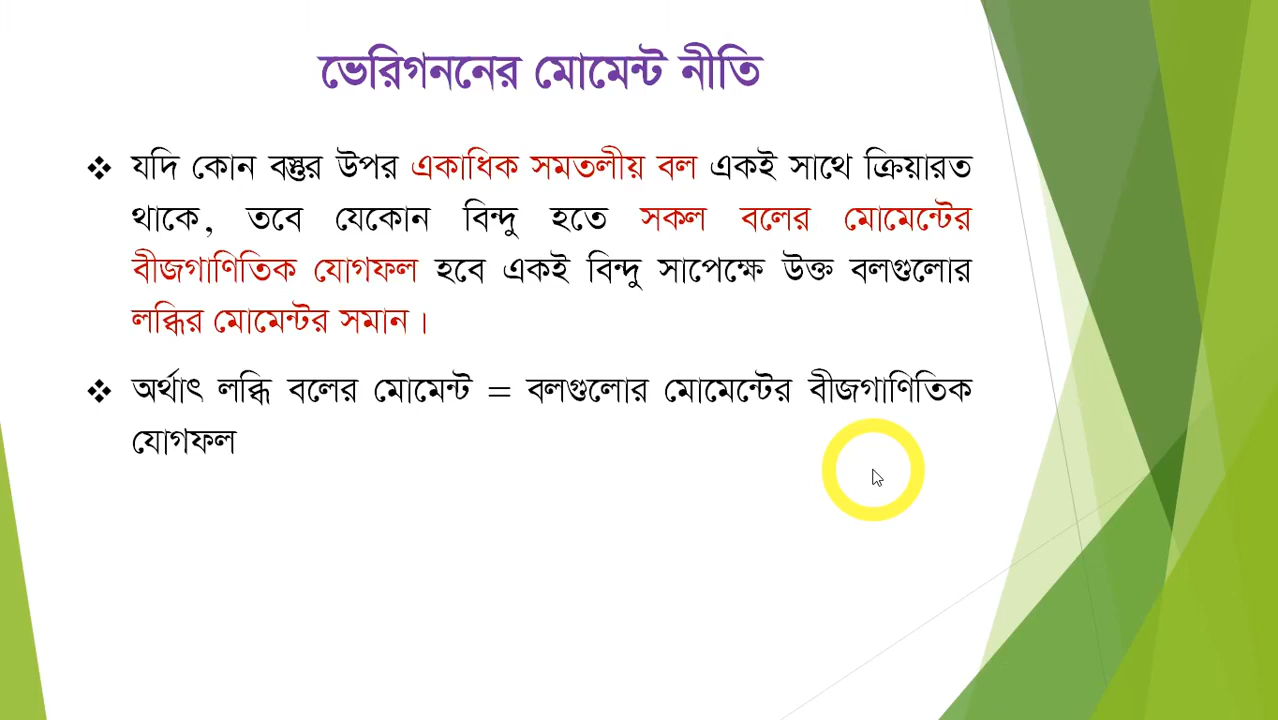 ভেরিগননের মোমেন্ট নীতি
যদি কোন বস্তুর উপর একাধিক সমতলীয় বল একই সাথে ক্রিয়ারত
থাকে, তবে যেকোন বিন্দু হতে সকল বলের মোমেন্টের
বীজগাণিতিক যোগফল হবে একই বিন্দু সাপেক্ষে উক্ত বলগুলোর
লব্ধির মোমেন্টর সমান।
অর্থাৎ লব্ধি বলের মোমেন্ট = বলগুলোর মোমেন্টের বীজগাণিতিক
যোগফল